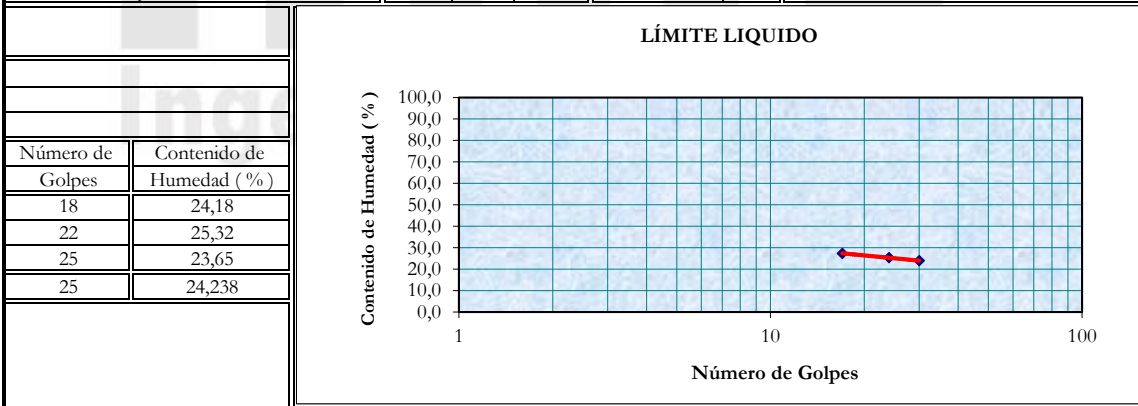 Inge
Número de Golpes
Contenido de Humedad ( % )
18 24,18
22 25,32
25 23,65
25 24,238
LÍMITE LIQUIDO
Contenido de Humedad ( % )
100,0
90,0
80,0
70,0
60,0
50,0
40,0
30,0
20,0
10,0
0,0
1 10 100
Número de Golpes